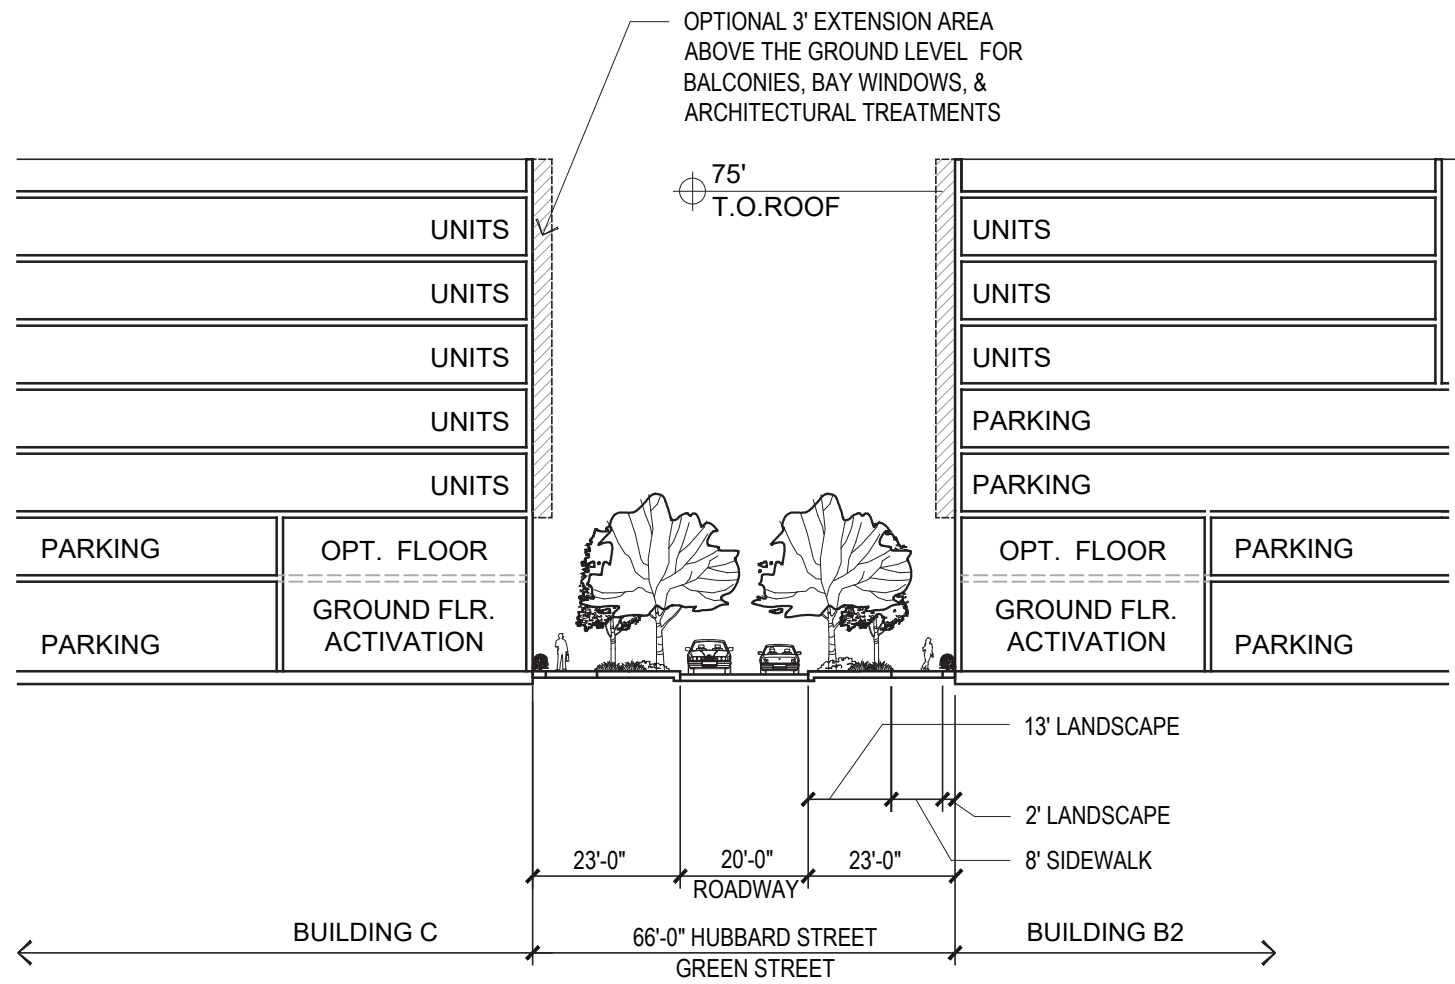 OPTIONAL 3' EXTENSION AREA
ABOVE THE GROUND LEVEL FOR
BALCONIES, BAY WINDOWS, &
ARCHITECTURAL TREATMENTS
75'
T.O.ROOF
UNITS
UNITS
UNITS
UNITS
UNITS
PARKING
OPT. FLOOR
GROUND FLR.
ACTIVATION
PARKING
UNITS
UNITS
UNITS
PARKING
PARKING
OPT. FLOOR
PARKING
GROUND FLR.
ACTIVATION
PARKING
13' LANDSCAPE
2' LANDSCAPE
8' SIDEWALK
23'-0"
20'-0"
ROADWAY
23'-0"
BUILDING C
66'-0" HUBBARD STREET
GREEN STREET
BUILDING B2